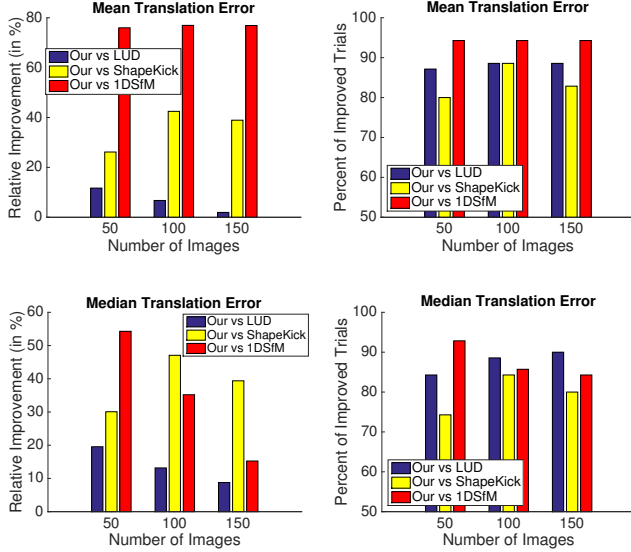 Mean Translation Error
Relative Improvement (in %)
80
60
40
20
0
Our vs LUD
Our vs ShapeKick
Our vs 1DSfM
50 100 150
Number of Images
Mean Translation Error
Percent of Improved Trials
100
90
80
70
60
50
Our vs LUD
Our vs ShapeKick
Our vs 1DSfM
50 100 150
Number of Images
Median Translation Error
Relative Improvement (in %)
60
50
40
30
20
10
0
Our vs LUD
Our vs ShapeKick
Our vs 1DSfM
50 100 150
Number of Images
Median Translation Error
Percent of Improved Trials
100
90
80
70
60
50
Our vs LUD
Our vs ShapeKick
Our vs 1DSfM
50 100 150
Number of Images